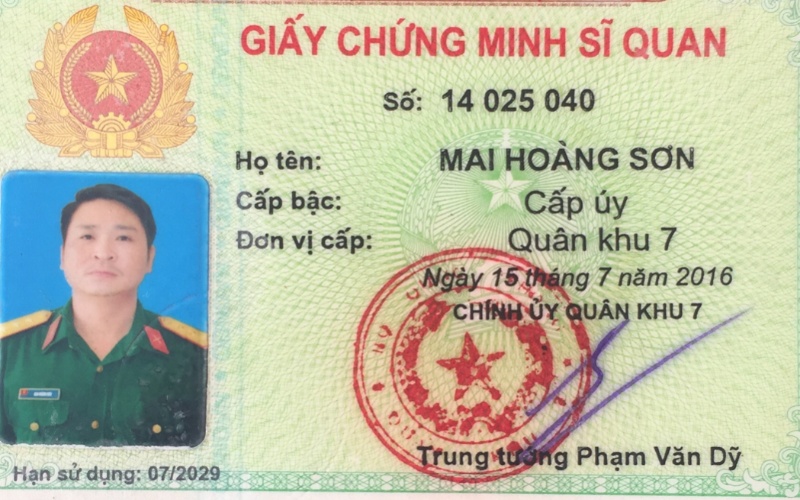 GIẤY CHỨNG MINH SĨ QUAN
Số: 14 025 040
Họ tên: MAI HOÀNG SƠN
Cấp bậc: Cấp úy
Đơn vị cấp: Quân khu 7
Ngày 15 tháng 7 năm 2016
CHÍNH ỦY QUÂN KHU 7
Trung tướng Phạm Văn Dỹ
Hạn sử dụng: 07/2029